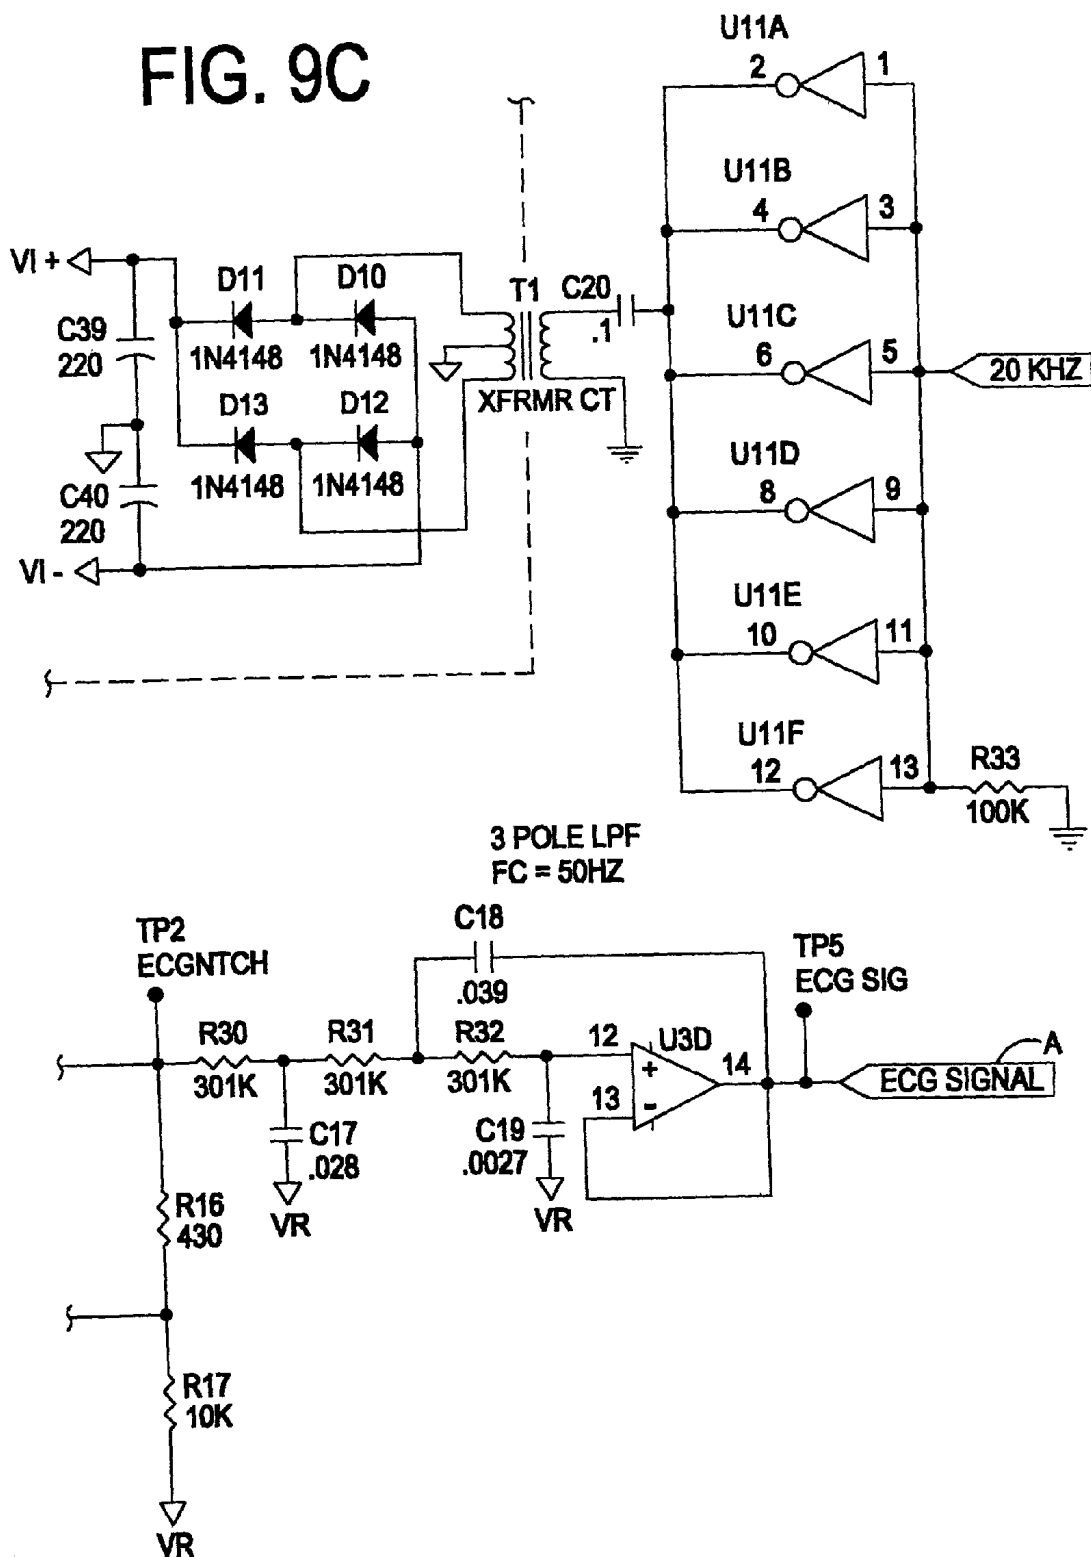 FIG. 9C
U11A
2 1
U11B
4 3
VI +
D11 D10
T1 C20
.1
U11C
6 5
20 KHZ
C39
220
1N4148 1N4148
XFRMR CT
D13 D12
1N4148 1N4148
C40
220
VI -
U11D
8 9
U11E
10 11
U11F
12 13
R33
100K
3 POLE LPF
FC = 50HZ
TP2
ECGNTCH
C18
.039
TP5
ECG SIG
R30 R31 R32
301K 301K 301K
12 U3D
+
14
13
-
A
ECG SIGNAL
C17
.028
C19
.0027
VR
VR
R16
430
R17
10K
VR